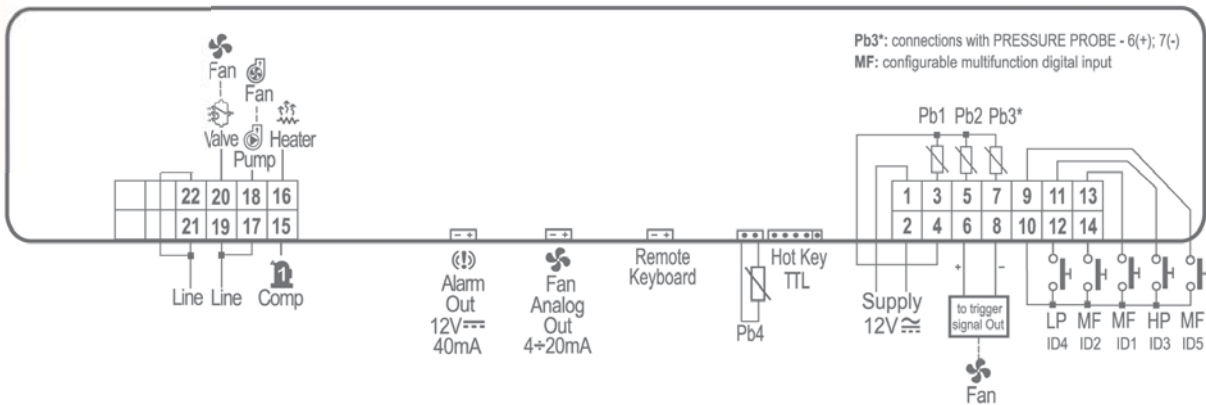 Pb3*: connections with PRESSURE PROBE - 6(+); 7(-)
MF: configurable multifunction digital input
Fan
Fan
Valve
Heater
Pump
Pb1 Pb2 Pb3*
22 20 18 16
21 19 17 15
1 3 5 7 9 11 13
2 4 6 8 10 12 14
- +
- +
- +
Line Line
1
Comp
(!)
Alarm
Out
12V
40mA
Fan
Analog
Out
4÷20mA
Remote
Keyboard
Pb4
Hot Key
TTL
Supply
12V
+ -
to trigger
signal Out
Fan
LP MF MF HP MF
ID4 ID2 ID1 ID3 ID5